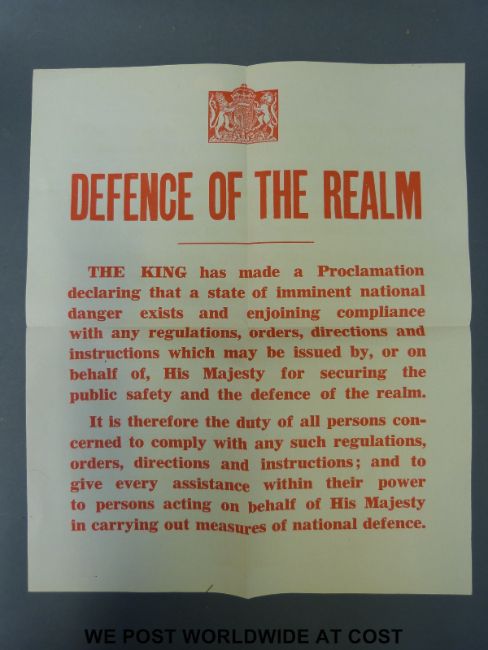 DEFENCE OF THE REALM
THE KING has made a Proclamation
declaring that a state of imminent national
danger exists and enjoining compliance
with any regulations, orders, directions and
instructions which may be issued by, or on
behalf of, His Majesty for securing the
public safety and the defence of the realm.
It is therefore the duty of all persons con-
cerned to comply with any such regulations,
orders, directions and instructions; and to
give every assistance within their power
to persons acting on behalf of His Majesty
in carrying out measures of national defence.
WE POST WORLDWIDE AT COST